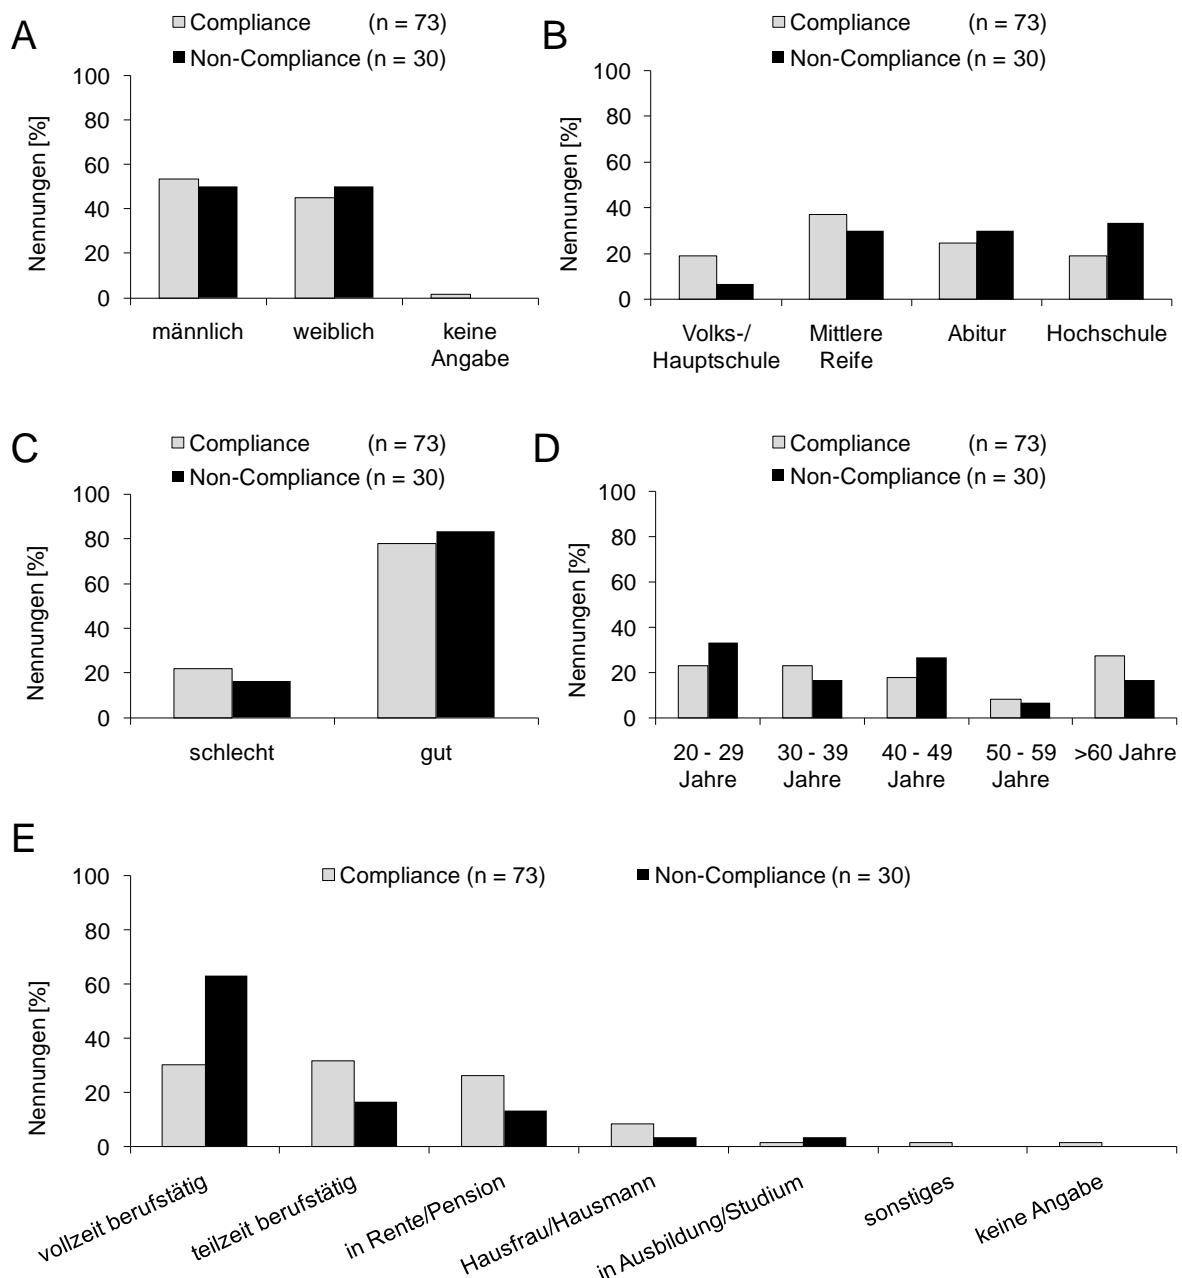 A
Compliance (n = 73)
Non-Compliance (n = 30)
Nennungen [%]
100
80
60
40
20
0
männlich
weiblich
keine
Angabe
B
Compliance (n = 73)
Non-Compliance (n = 30)
Nennungen [%]
100
80
60
40
20
0
Volks-/
Hauptschule
Mittlere
Reife
Abitur
Hochschule
C
Compliance (n = 73)
Non-Compliance (n = 30)
Nennungen [%]
100
80
60
40
20
0
schlecht
gut
D
Compliance (n = 73)
Non-Compliance (n = 30)
Nennungen [%]
100
80
60
40
20
0
20 - 29
Jahre
30 - 39
Jahre
40 - 49
Jahre
50 - 59
Jahre
>60 Jahre
E
Compliance (n = 73)
Non-Compliance (n = 30)
Nennungen [%]
100
80
60
40
20
0
vollzeit berufstätig
teilzeit berufstätig
in Rente/Pension
Hausfrau/Hausmann
in Ausbildung/Studium
sonstiges
keine Angabe